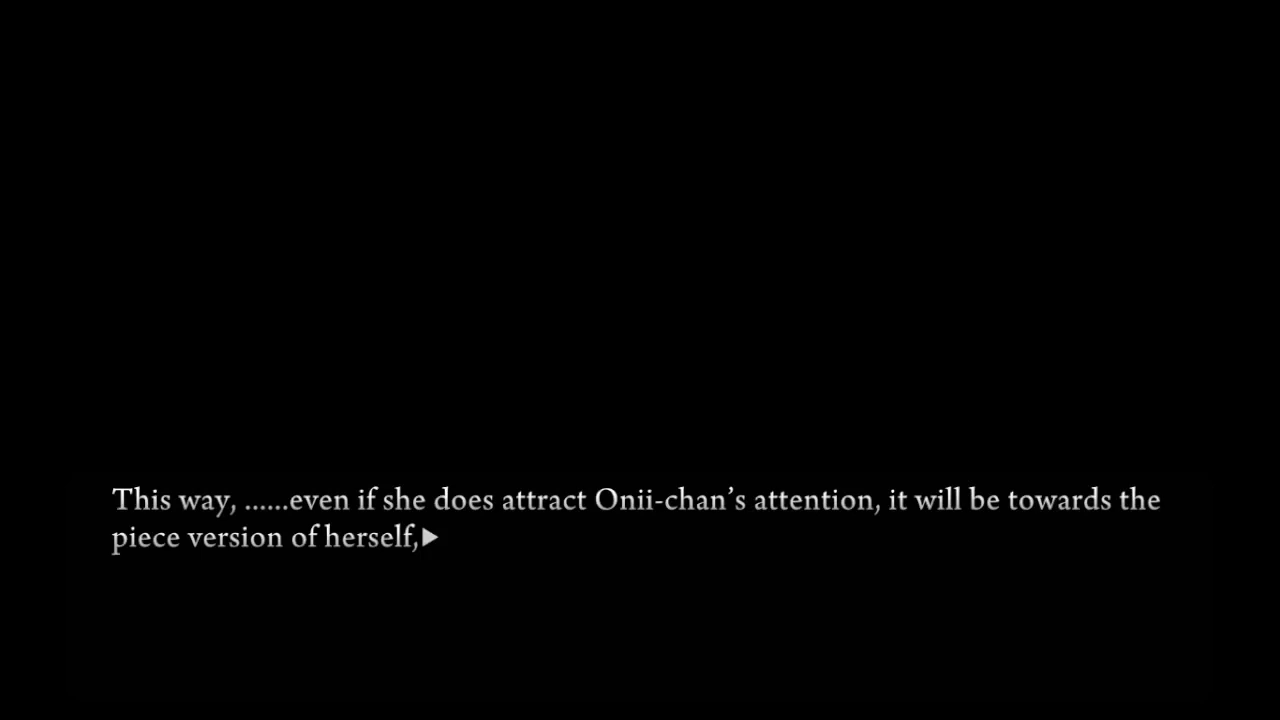 This way, ......even if she does attract Onii-chan’s attention, it will be towards the
piece version of herself,